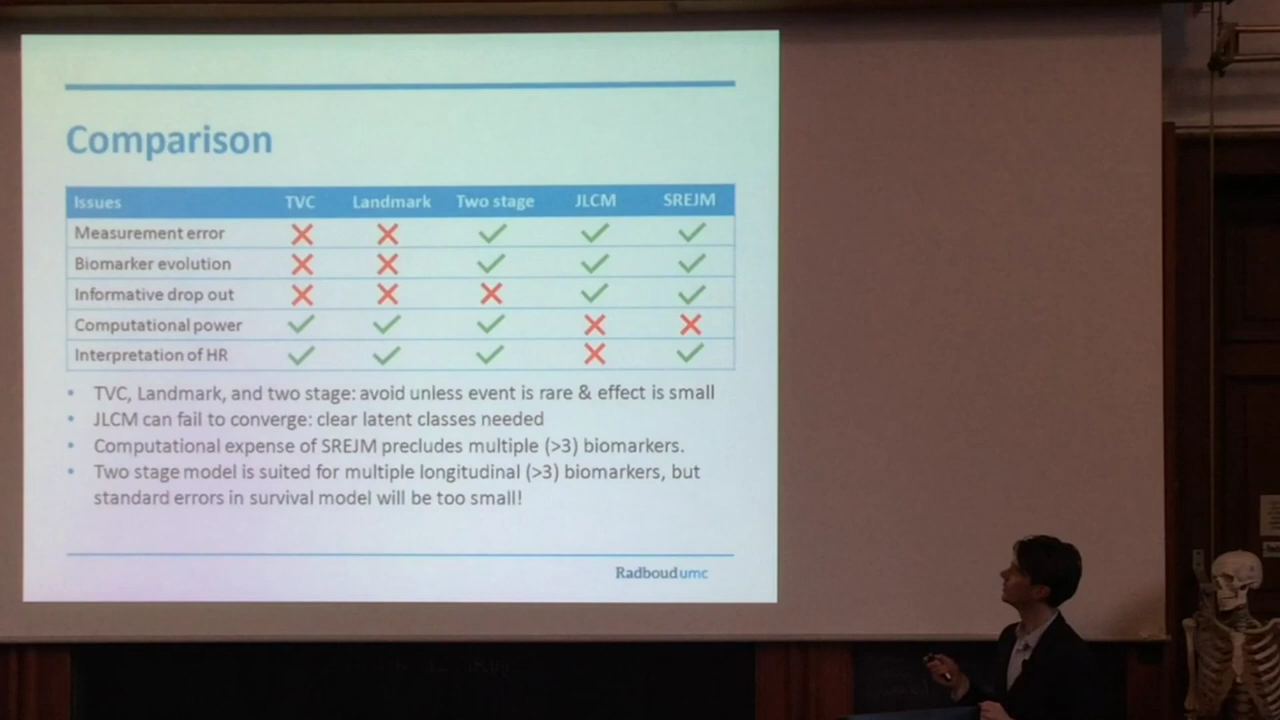 Comparison
Issues TVC Landmark Two stage JLCM SREJM
Measurement error
Biomarker evolution
Informative drop out
Computational power
Interpretation of HR
• TVC, Landmark, and two stage: avoid unless event is rare & effect is small
• JLCM can fail to converge: clear latent classes needed
• Computational expense of SREJM precludes multiple (>3) biomarkers.
• Two stage model is suited for multiple longitudinal (>3) biomarkers, but
standard errors in survival model will be too small!
Radboudumc